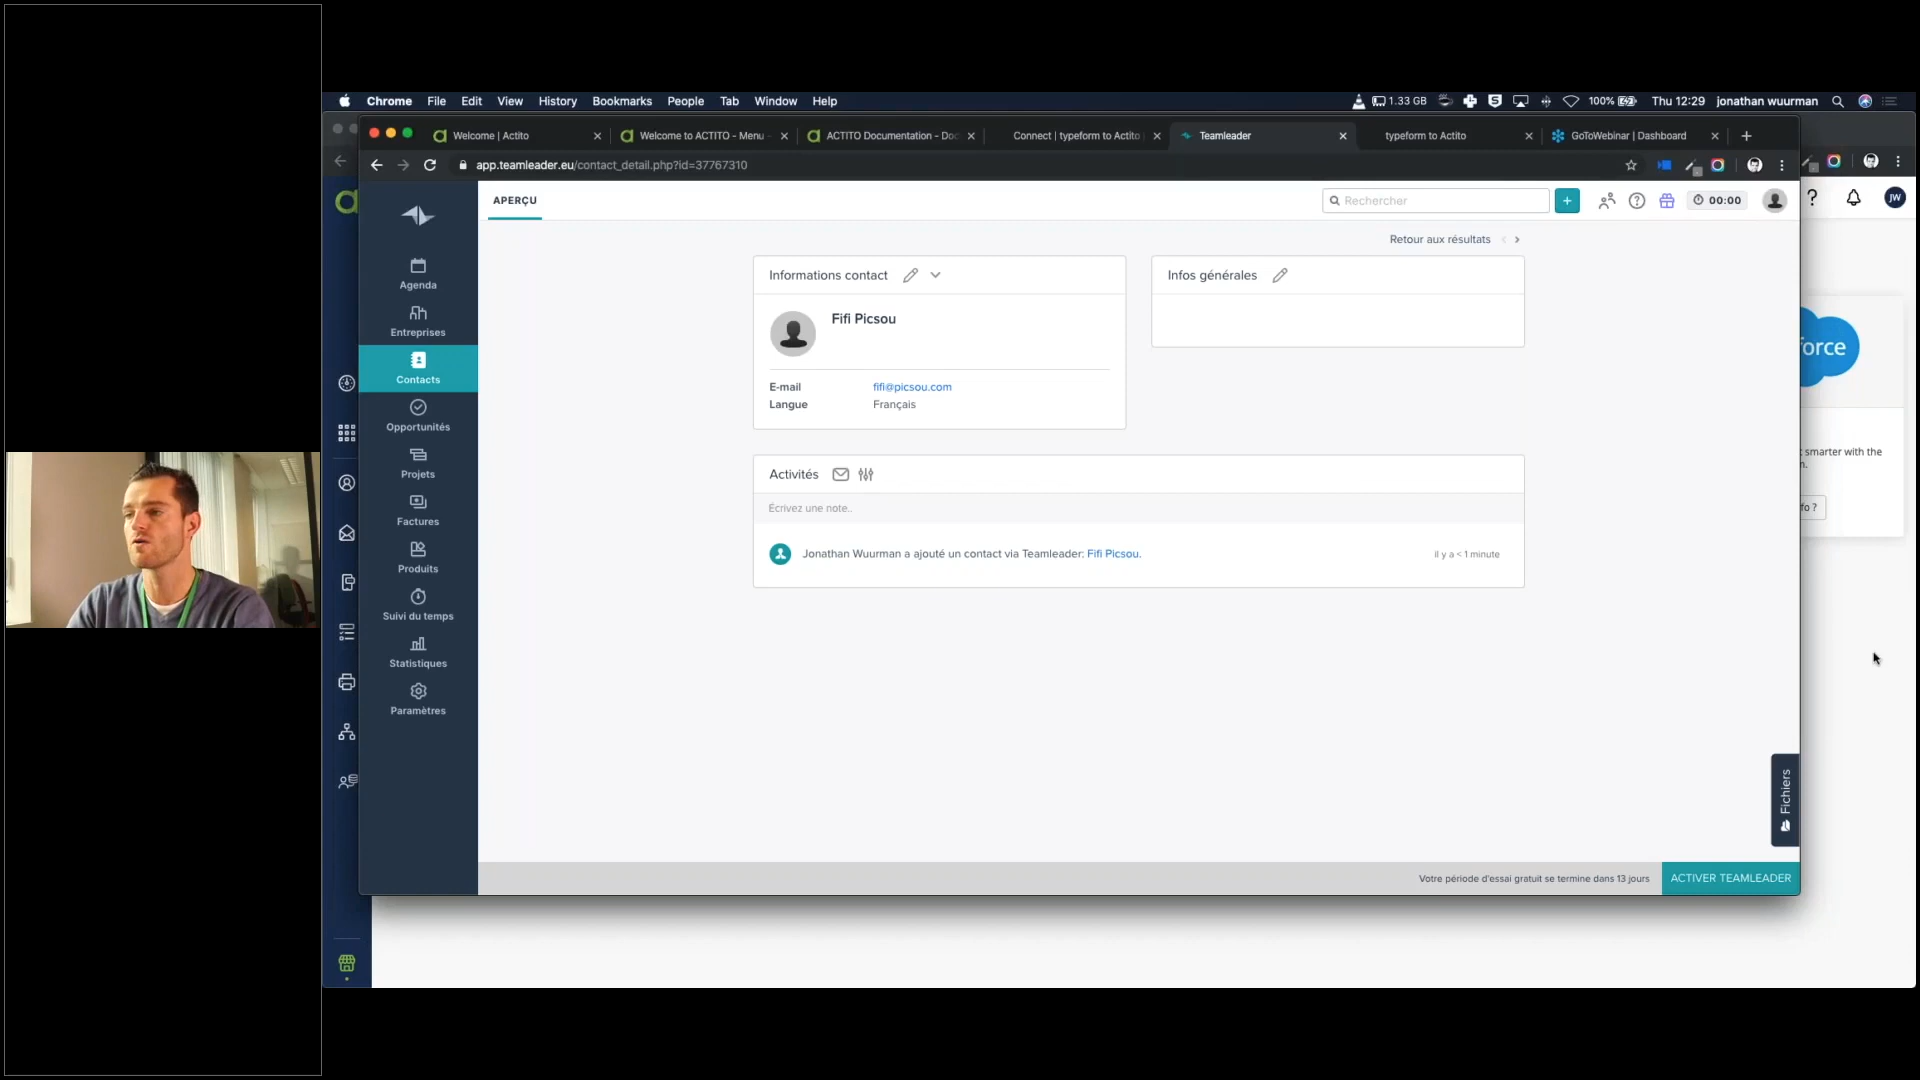 Chrome File Edit View History Bookmarks People Tab Window Help
1.33 GB 100% Thu 12:29 jonathan wuurman
Welcome | Actito
Welcome to ACTITO - Menu
ACTITO Documentation - Do
Connect | typeform to Actito
Teamleader
typeform to Actito
GoToWebinar | Dashboard
app.teamleader.eu/contact_detail.php?id=37767310
APERÇU
Rechercher
00:00
JW
Retour aux résultats
Agenda
Entreprises
Contacts
Opportunités
Projets
Factures
Produits
Suivi du temps
Statistiques
Paramètres
Informations contact
Fifi Picsou
E-mail fifi@picsou.com
Langue Français
Infos générales
Activités
Écrivez une note..
Jonathan Wuurman a ajouté un contact via Teamleader: Fifi Picsou.
il y a < 1 minute
Fichiers
Votre période d'essai gratuit se termine dans 13 jours
ACTIVER TEAMLEADER
force
smarter with the
fo ?